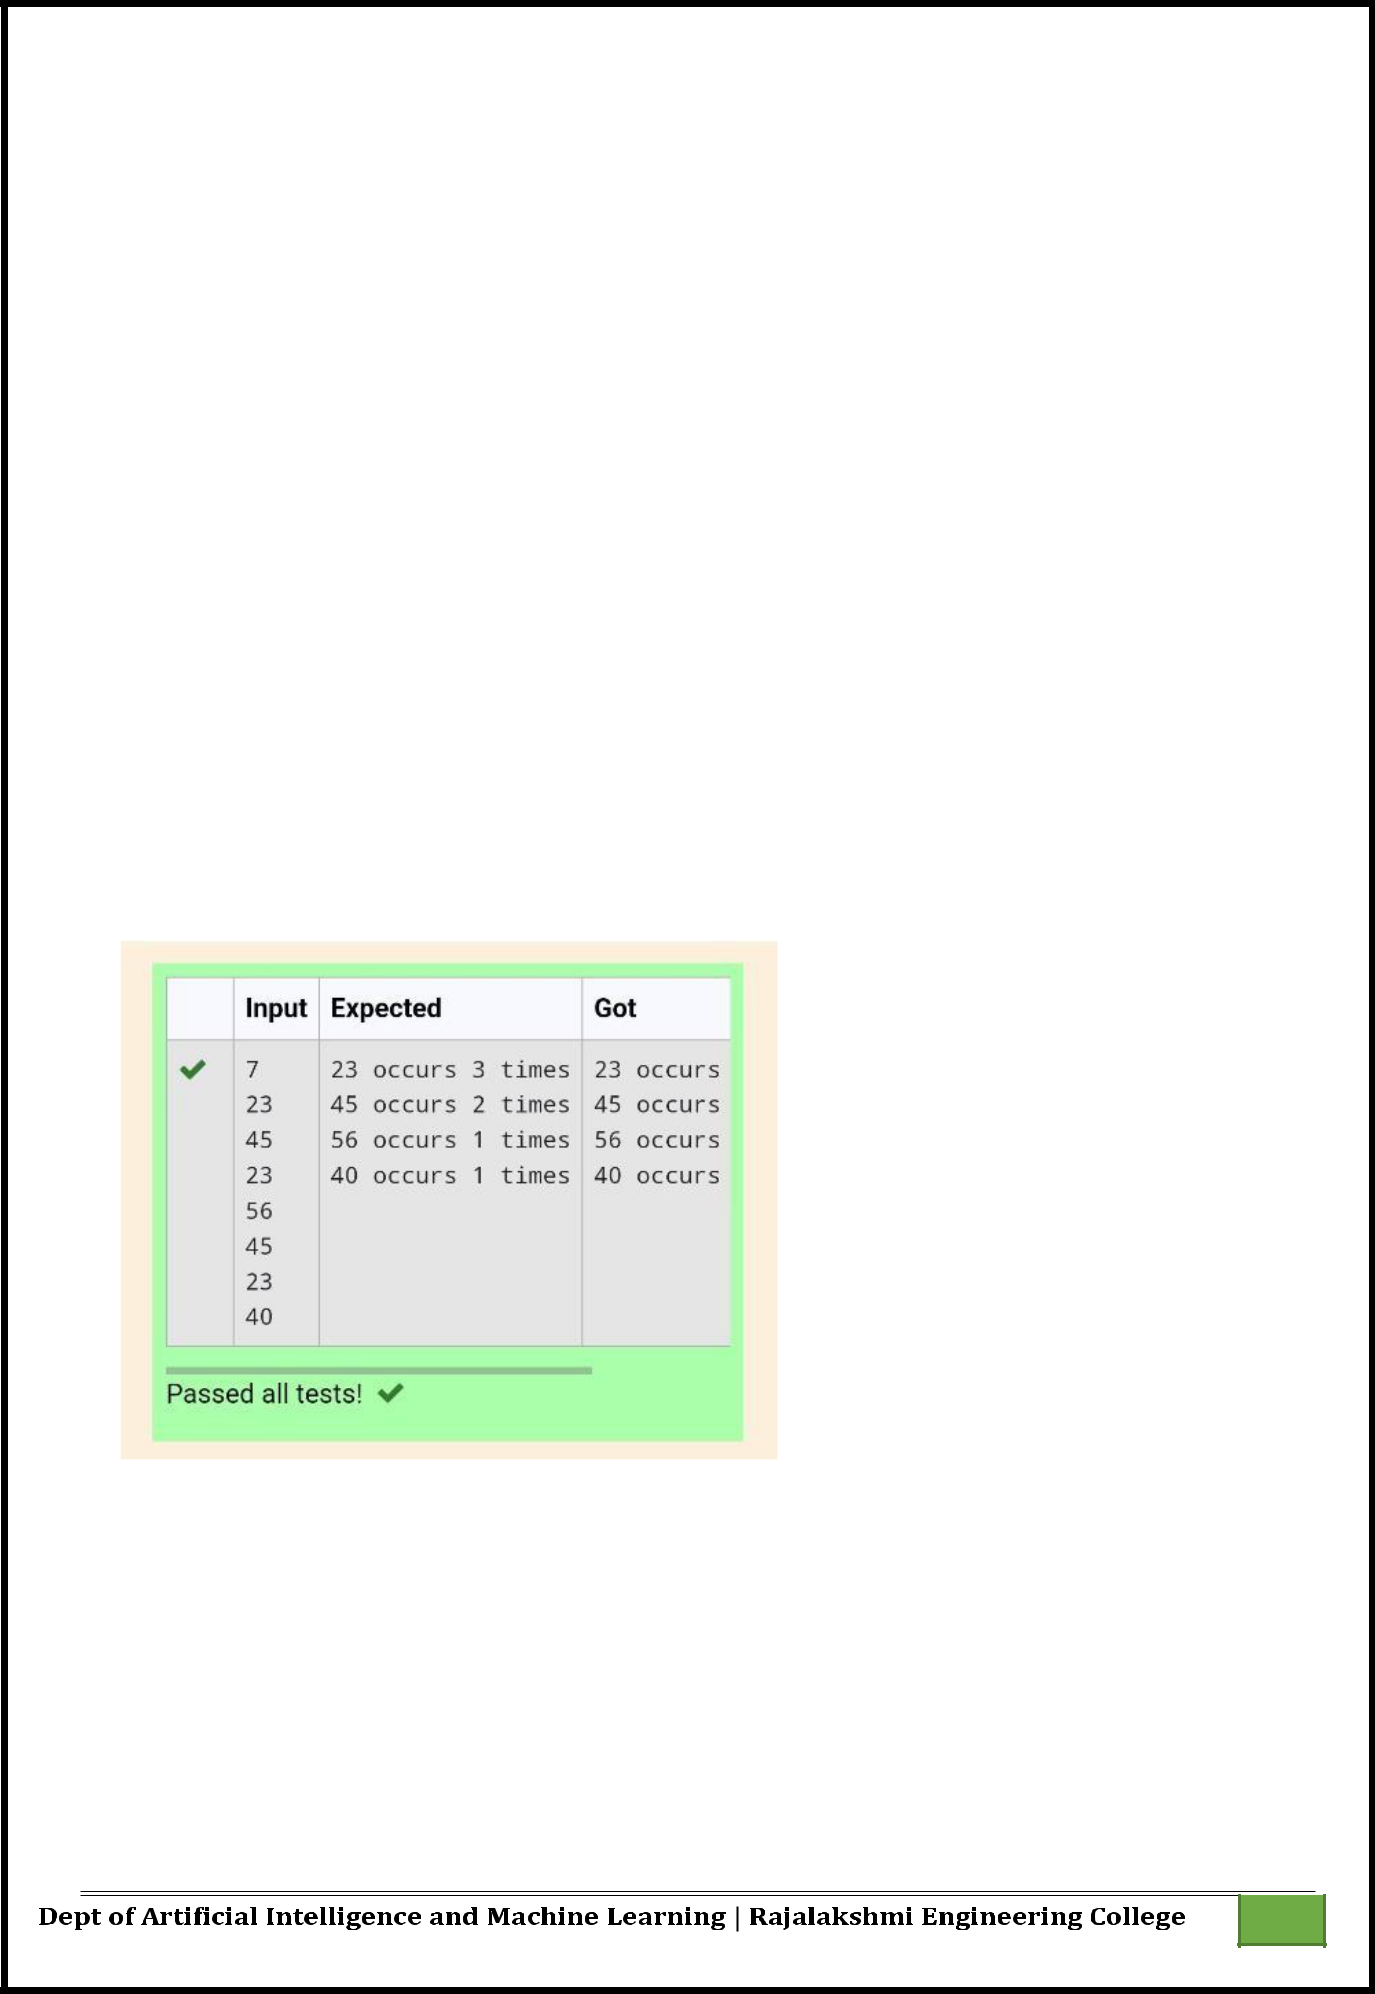 Input Expected Got
7 23 occurs 3 times 23 occurs
23 45 occurs 2 times 45 occurs
45 56 occurs 1 times 56 occurs
23 40 occurs 1 times 40 occurs
56
45
23
40
Passed all tests!
Dept of Artificial Intelligence and Machine Learning | Rajalakshmi Engineering College